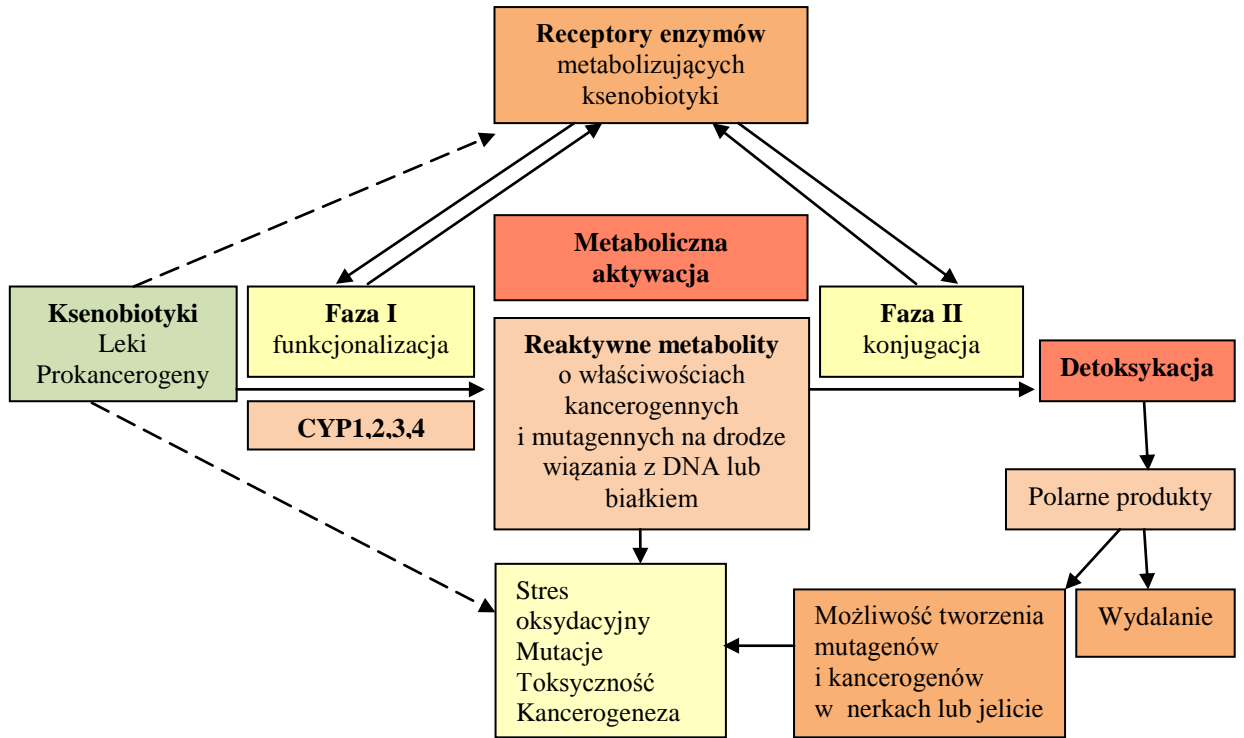 Receptory enzymów
metabolizujących
ksenobiotyki
Metaboliczna
aktywacja
Ksenobiotyki
Leki
Prokancerogeny
Faza I
funkcjonalizacja
CYP1,2,3,4
Reaktywne metabolity
o właściwościach
kancerogennych
i mutagennych na drodze
wiązania z DNA lub
białkiem
Faza II
konjugacja
Detoksykacja
Polarne produkty
Stres
oksydacyjny
Mutacje
Toksyczność
Kancerogeneza
Możliwość tworzenia
mutagenów
i kancerogenów
w nerkach lub jelicie
Wydalanie